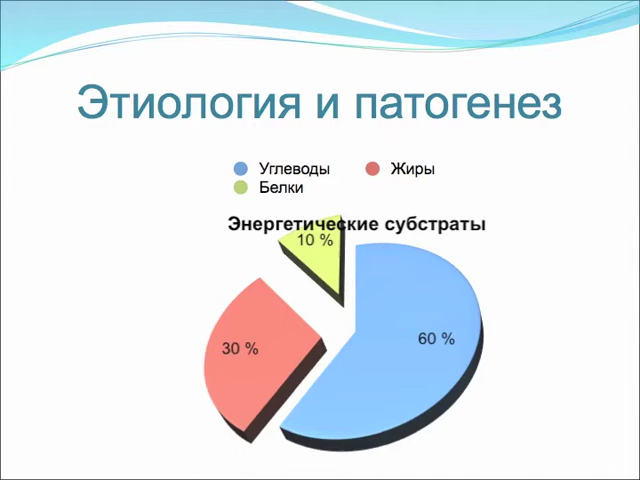 Этиология и патогенез
Углеводы Жиры
Белки
Энергетические субстраты
10 %
60 %
30 %